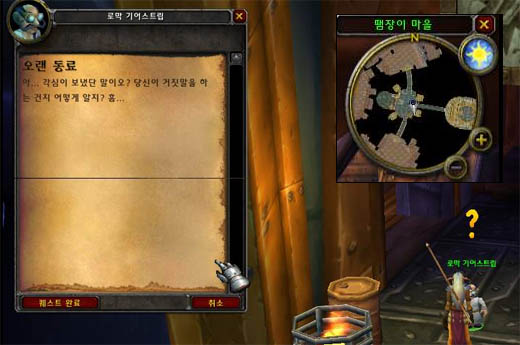 로막 기어스트립
땜장이 마을
N
오랜 동료
아... 각심이 보냈단 말이오? 당신이 거짓말을 하
는 건지 어떻게 알지? 흠...
로막 기어스트립
퀘스트 완료
취소